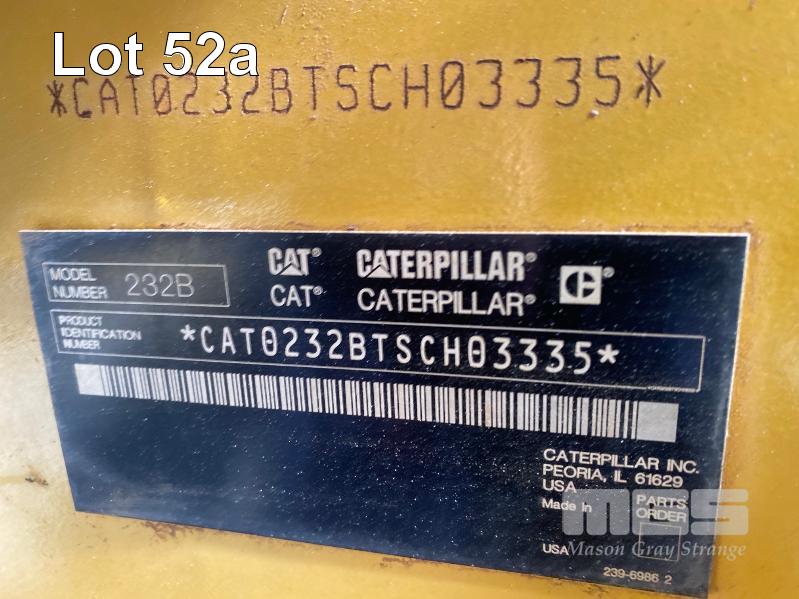 Lot 52a
*CAT0232BTSCH03335*
MODEL NUMBER 232B
CAT® CATERPILLAR® C®
CAT® CATERPILLAR®
PRODUCT IDENTIFICATION NUMBER *CAT0232BTSCH03335*
CATERPILLAR INC.
PEORIA, IL 61629
USA
Made In PARTS ORDER
USA
mgs
Mason Gray Strange
239-6986 2